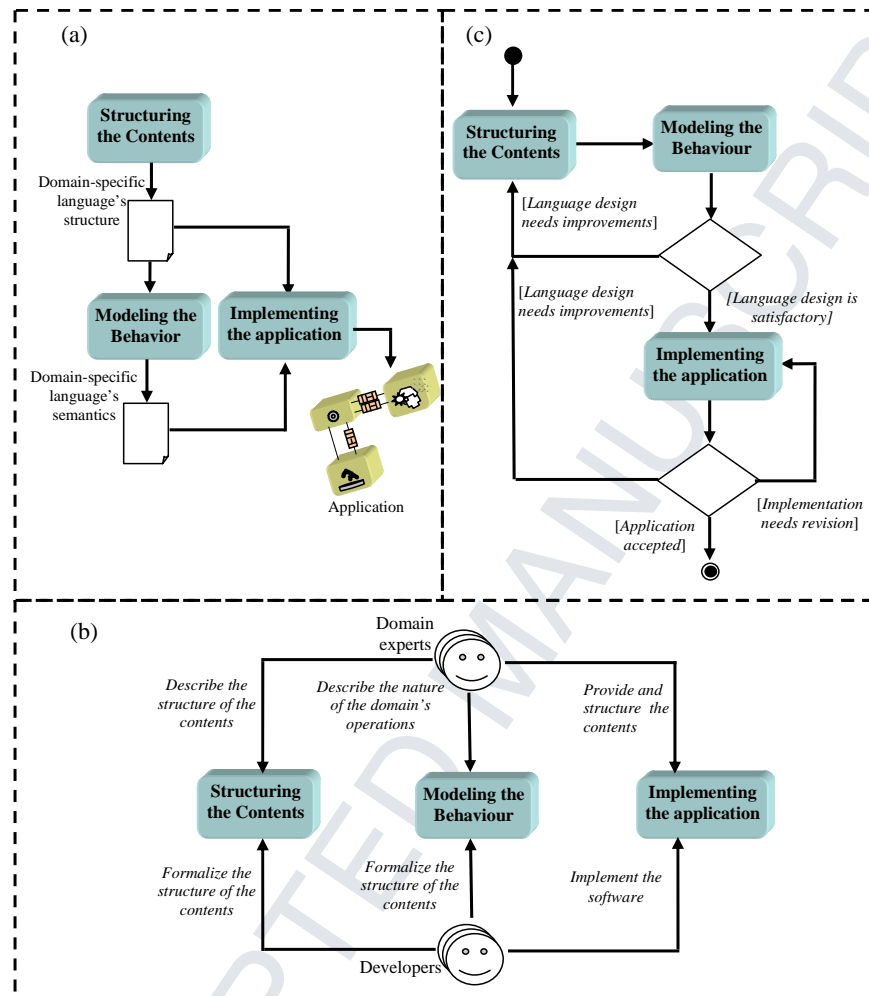 (a)
Structuring
the Contents
Domain-specific
language's
structure
Modeling the
Behavior
Implementing
the application
Domain-specific
language's
semantics
Application
(c)
Structuring
the Contents
Modeling the
Behaviour
[Language design
needs improvements]
[Language design
needs improvements]
[Language design is
satisfactory]
Implementing
the application
[Implementation
needs revision]
[Application
accepted]
(b)
Domain
experts
Describe the
structure of the
contents
Describe the nature
of the domain's
operations
Provide and
structure the
contents
Structuring
the Contents
Modeling the
Behaviour
Implementing
the application
Formalize the
structure of the
contents
Formalize the
structure of the
contents
Implement the
software
Developers
PTED MANUSCRIP